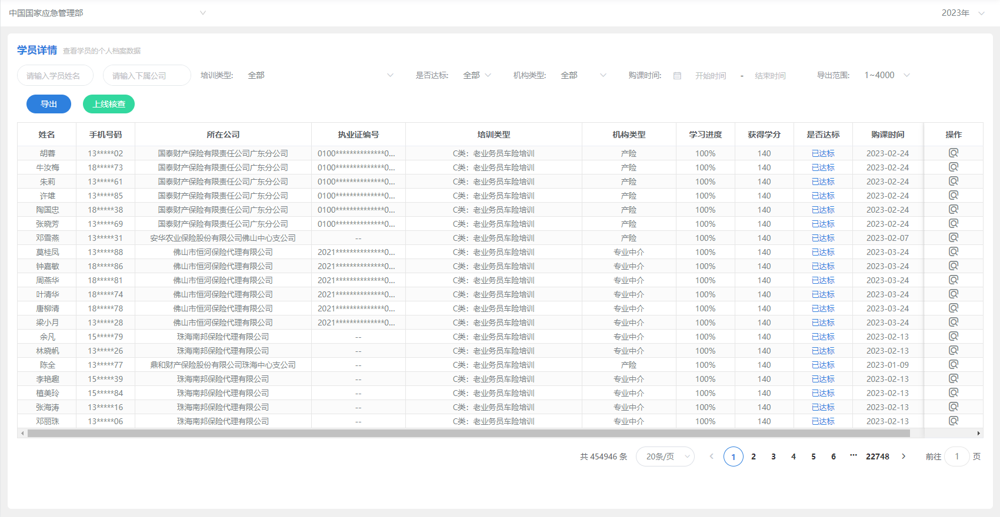 中国国家应急管理部 2023年
学员详情 查看学员的个人档案数据
请输入学员姓名 请输入下属公司 培训类型: 全部 是否达标: 全部 机构类型: 全部 购课时间: 开始时间 - 结束时间 导出范围: 1~4000
导出 上线核查
姓名 手机号码 所在公司 执业证编号 培训类型 机构类型 学习进度 获得学分 是否达标 购课时间 操作
胡蓉 13*****02 国泰财产保险有限责任公司广东分公司 0100**************0... C类：老业务员车险培训 产险 100% 140 已达标 2023-02-24
牛汝梅 18*****73 国泰财产保险有限责任公司广东分公司 0100**************0... C类：老业务员车险培训 产险 100% 140 已达标 2023-02-24
朱莉 13*****61 国泰财产保险有限责任公司广东分公司 0100**************0... C类：老业务员车险培训 产险 100% 140 已达标 2023-02-24
许雄 13*****85 国泰财产保险有限责任公司广东分公司 0100**************0... C类：老业务员车险培训 产险 100% 140 已达标 2023-02-24
陶国忠 18*****38 国泰财产保险有限责任公司广东分公司 0100**************0... C类：老业务员车险培训 产险 100% 140 已达标 2023-02-24
张晓芳 13*****69 国泰财产保险有限责任公司广东分公司 0100**************0... C类：老业务员车险培训 产险 100% 140 已达标 2023-02-24
邓雪燕 13*****31 安华农业保险股份有限公司佛山中心支公司 -- C类：老业务员车险培训 产险 100% 140 已达标 2023-02-07
莫桂凤 13*****88 佛山市恒河保险代理有限公司 2021**************0... C类：老业务员车险培训 专业中介 100% 140 已达标 2023-03-24
钟嘉敏 18*****86 佛山市恒河保险代理有限公司 2021**************0... C类：老业务员车险培训 专业中介 100% 140 已达标 2023-03-24
周燕华 18*****81 佛山市恒河保险代理有限公司 2021**************0... C类：老业务员车险培训 专业中介 100% 140 已达标 2023-03-24
叶清华 18*****74 佛山市恒河保险代理有限公司 2021**************0... C类：老业务员车险培训 专业中介 100% 140 已达标 2023-03-24
唐柳清 18*****78 佛山市恒河保险代理有限公司 2021**************0... C类：老业务员车险培训 专业中介 100% 140 已达标 2023-03-24
梁小月 13*****28 佛山市恒河保险代理有限公司 2021**************0... C类：老业务员车险培训 专业中介 100% 140 已达标 2023-03-24
余凡 15*****79 珠海南邦保险代理有限公司 -- C类：老业务员车险培训 专业中介 100% 140 已达标 2023-02-13
林晓帆 13*****26 珠海南邦保险代理有限公司 -- C类：老业务员车险培训 专业中介 100% 140 已达标 2023-02-13
陈全 13*****77 鼎和财产保险股份有限公司珠海中心支公司 -- C类：老业务员车险培训 产险 100% 140 已达标 2023-01-09
李艳趣 15*****39 珠海南邦保险代理有限公司 -- C类：老业务员车险培训 专业中介 100% 140 已达标 2023-02-13
植美玲 15*****84 珠海南邦保险代理有限公司 -- C类：老业务员车险培训 专业中介 100% 140 已达标 2023-02-13
张海涛 13*****16 珠海南邦保险代理有限公司 -- C类：老业务员车险培训 专业中介 100% 140 已达标 2023-02-13
邓丽珠 13*****06 珠海南邦保险代理有限公司 -- C类：老业务员车险培训 专业中介 100% 140 已达标 2023-02-13
共 454946 条 20条/页 1 2 3 4 5 6 ··· 22748 前往 1 页